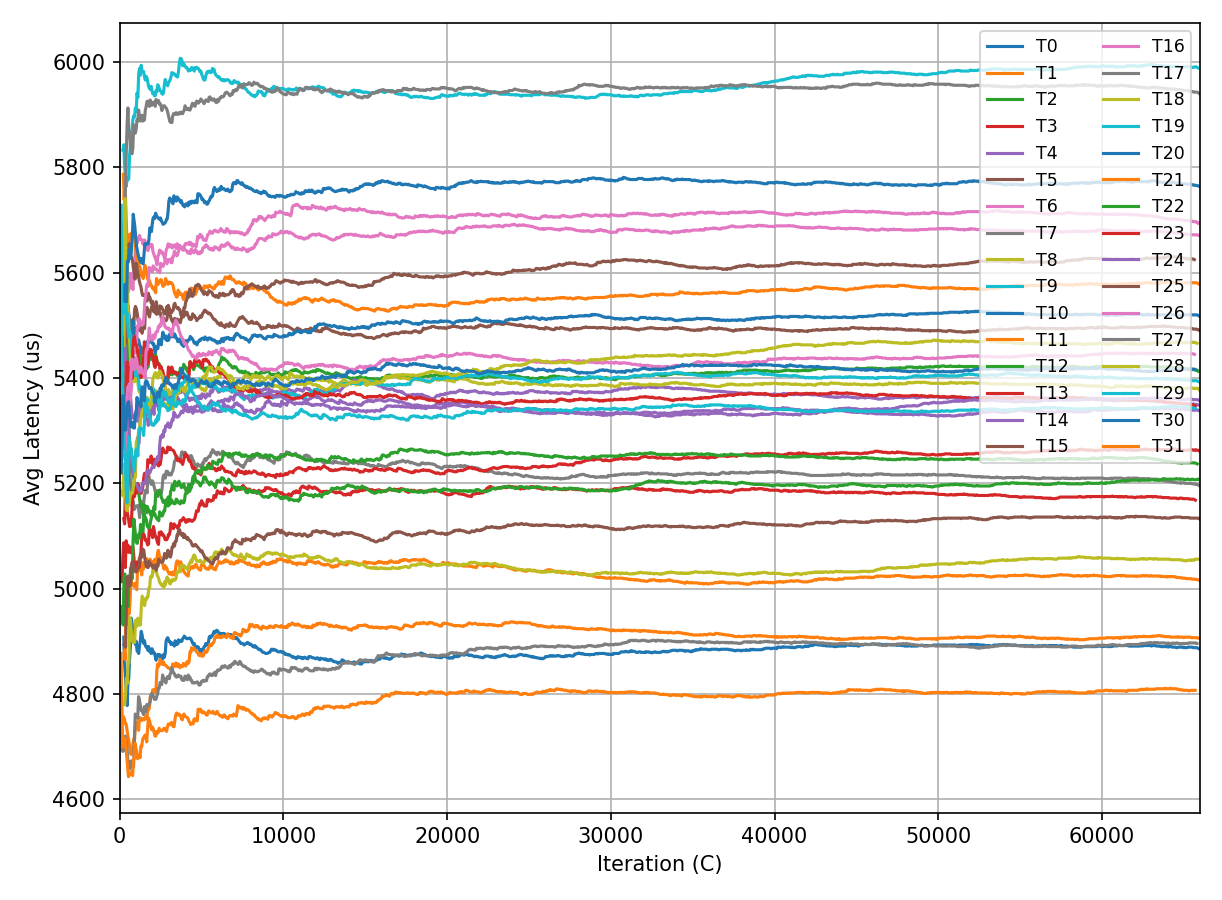 6000
5800
5600
5400
5200
5000
4800
4600
Avg Latency (us)
0 10000 20000 30000 40000 50000 60000
Iteration (C)
T0 T16
T1 T17
T2 T18
T3 T19
T4 T20
T5 T21
T6 T22
T7 T23
T8 T24
T9 T25
T10 T26
T11 T27
T12 T28
T13 T29
T14 T30
T15 T31